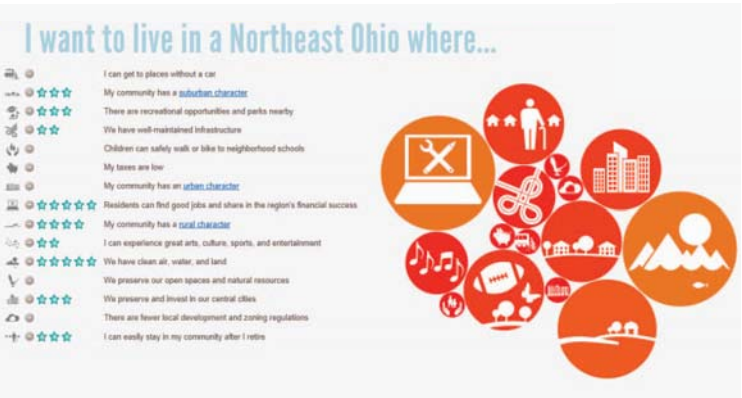 I want to live in a Northeast Ohio where...
I can get to places without a car
My community has a suburban character
There are recreational opportunities and parks nearby
We have well-maintained infrastructure
Children can safely walk or bike to neighborhood schools
My taxes are low
My community has an urban character
Residents can find good jobs and share in the region's financial success
My community has a rural character
I can experience great arts, culture, sports, and entertainment
We have clean air, water, and land
We preserve our open spaces and natural resources
We preserve and invest in our central cities
There are fewer local development and zoning regulations
I can easily stay in my community after I retire